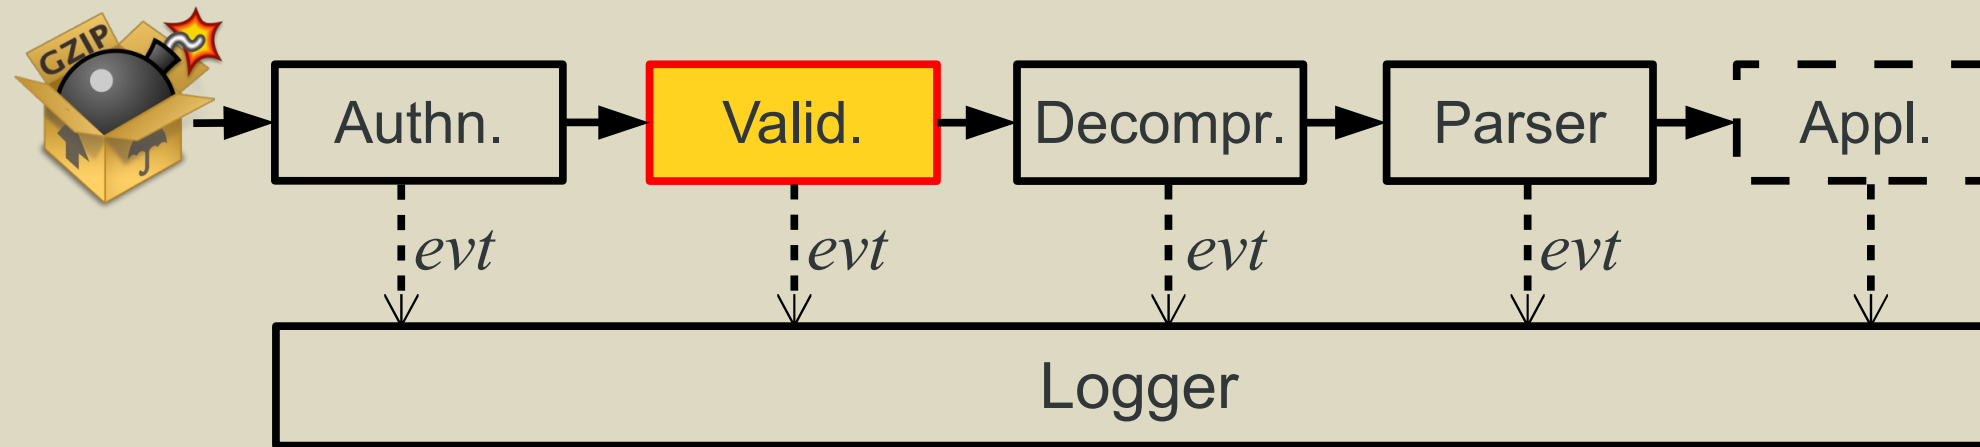 GZIP
Authn.
Valid.
Decompr.
Parser
Appl.
evt
evt
evt
evt
Logger